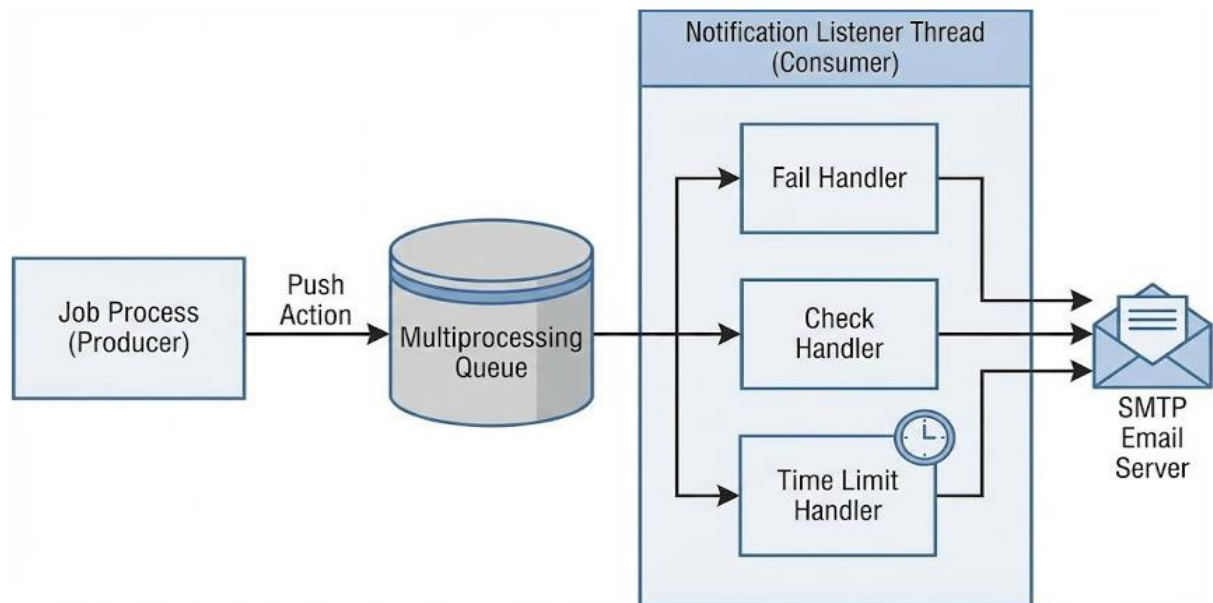 Notification Listener Thread
(Consumer)
Fail Handler
Job Process
(Producer)
Push
Action
Multiprocessing
Queue
Check
Handler
Time Limit
Handler
SMTP
Email
Server